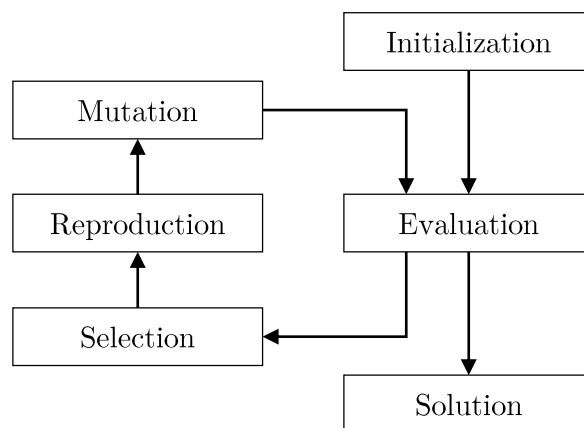 Initialization
Mutation
Reproduction
Evaluation
Selection
Solution